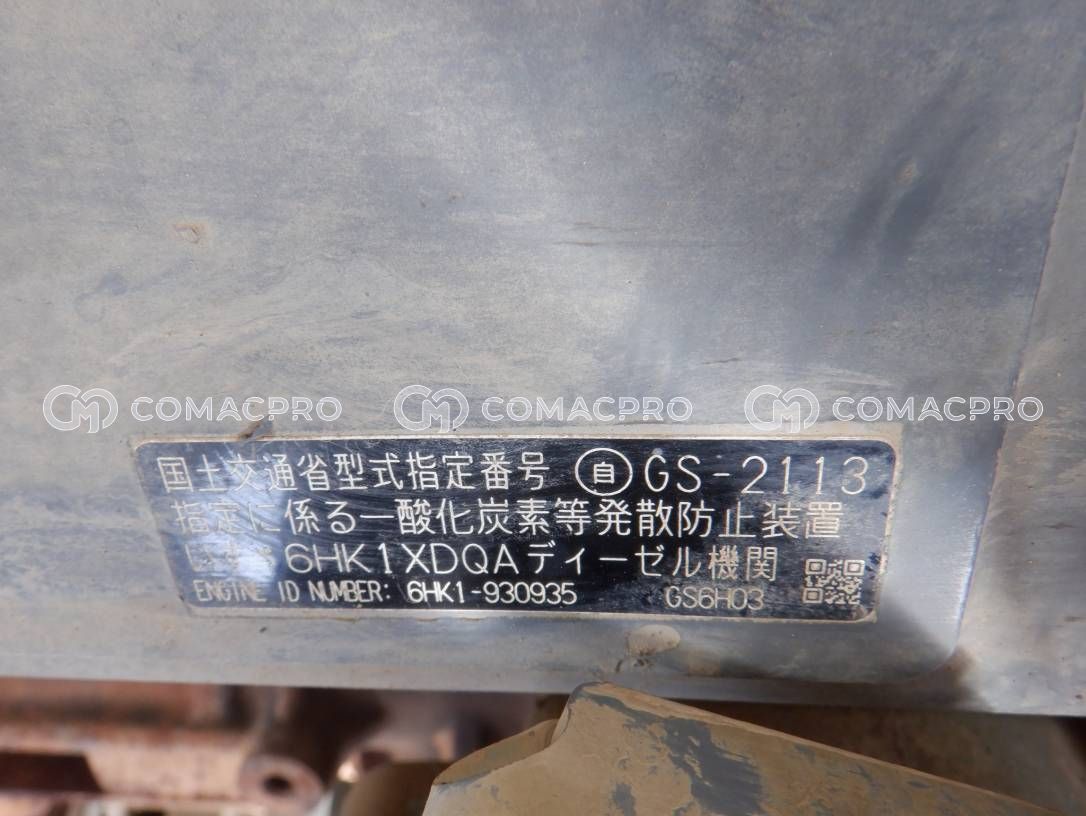 COMACPRO COMACPRO COMACPRO
国土交通省型式指定番号 自 GS-2113
指定に係る一酸化炭素等発散防止装置
6HK1XDQAディーゼル機関
ENGINE ID NUMBER: 6HK1-930935 GS6H03